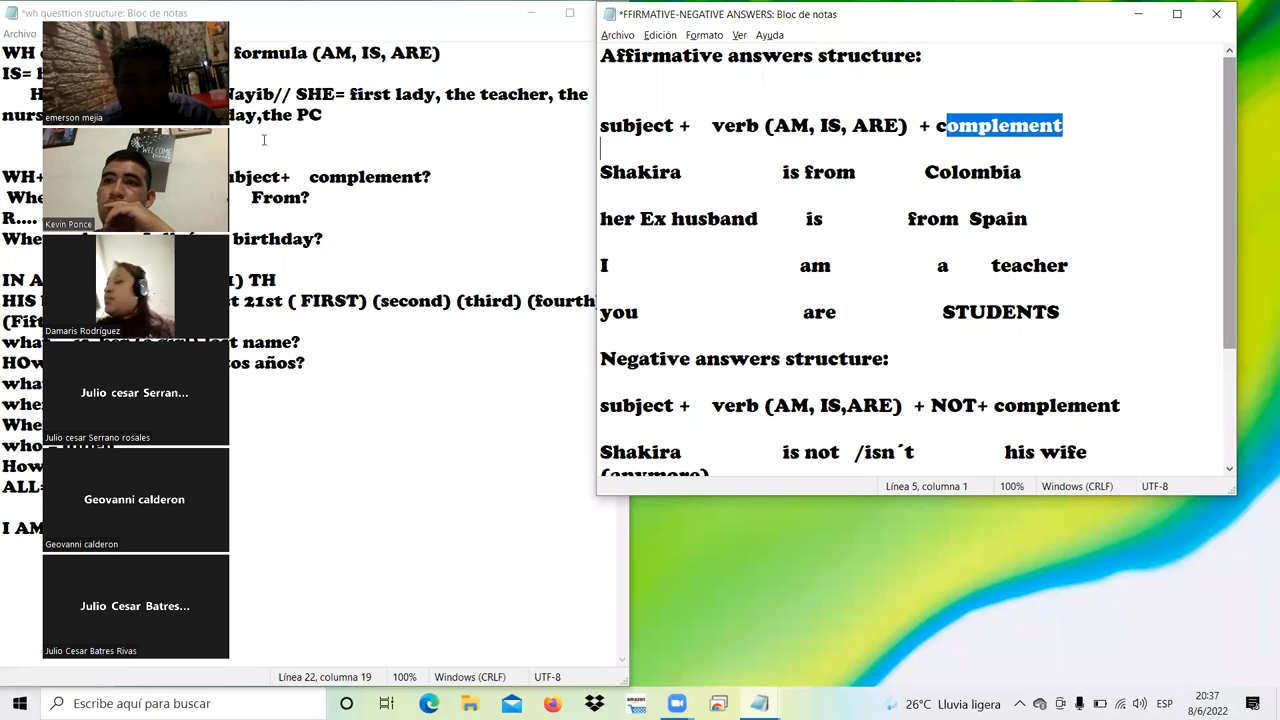 *wh questtion structure: Bloc de notas
Archivo
WH formula (AM, IS, ARE)
IS=
Nayib// SHE= first lady, the teacher, the
nurs day,the PC
WH+ subject+ complement?
Whe From?
R....
Whe birthday?
IN A TH
HIS 21st ( FIRST) (second) (third) (fourth
(Fift
what name?
HOw tos años?
wha
whe
Whe
who
How
ALL=
I AM
Línea 22, columna 19 100% Windows (CRLF) UTF-8
emerson mejia
WELCOME
Kevin Ponce
Damaris Rodríguez
Julio cesar Serran...
Julio cesar Serrano rosales
Geovanni calderon
Geovanni calderon
Julio Cesar Batres...
Julio Cesar Batres Rivas
*FFIRMATIVE-NEGATIVE ANSWERS: Bloc de notas
Archivo Edición Formato Ver Ayuda
Affirmative answers structure:
subject + verb (AM, IS, ARE) + complement
Shakira is from Colombia
her Ex husband is from Spain
I am a teacher
you are STUDENTS
Negative answers structure:
subject + verb (AM, IS,ARE) + NOT+ complement
Shakira is not /isn´t his wife
(anymore)
Línea 5, columna 1 100% Windows (CRLF) UTF-8
Escribe aquí para buscar
amazon
26°C Lluvia ligera
ESP
20:37
8/6/2022